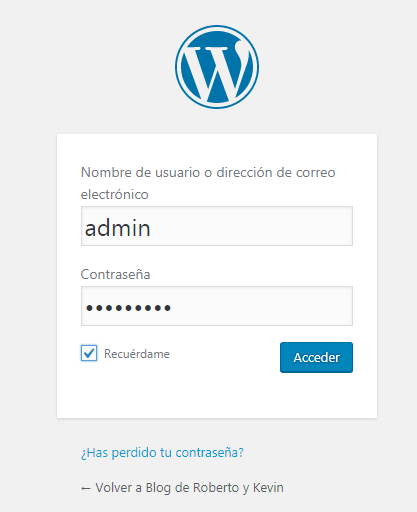 Nombre de usuario o dirección de correo
electrónico
admin
Contraseña
•••••••••
Recuérdame
Acceder
¿Has perdido tu contraseña?
← Volver a Blog de Roberto y Kevin